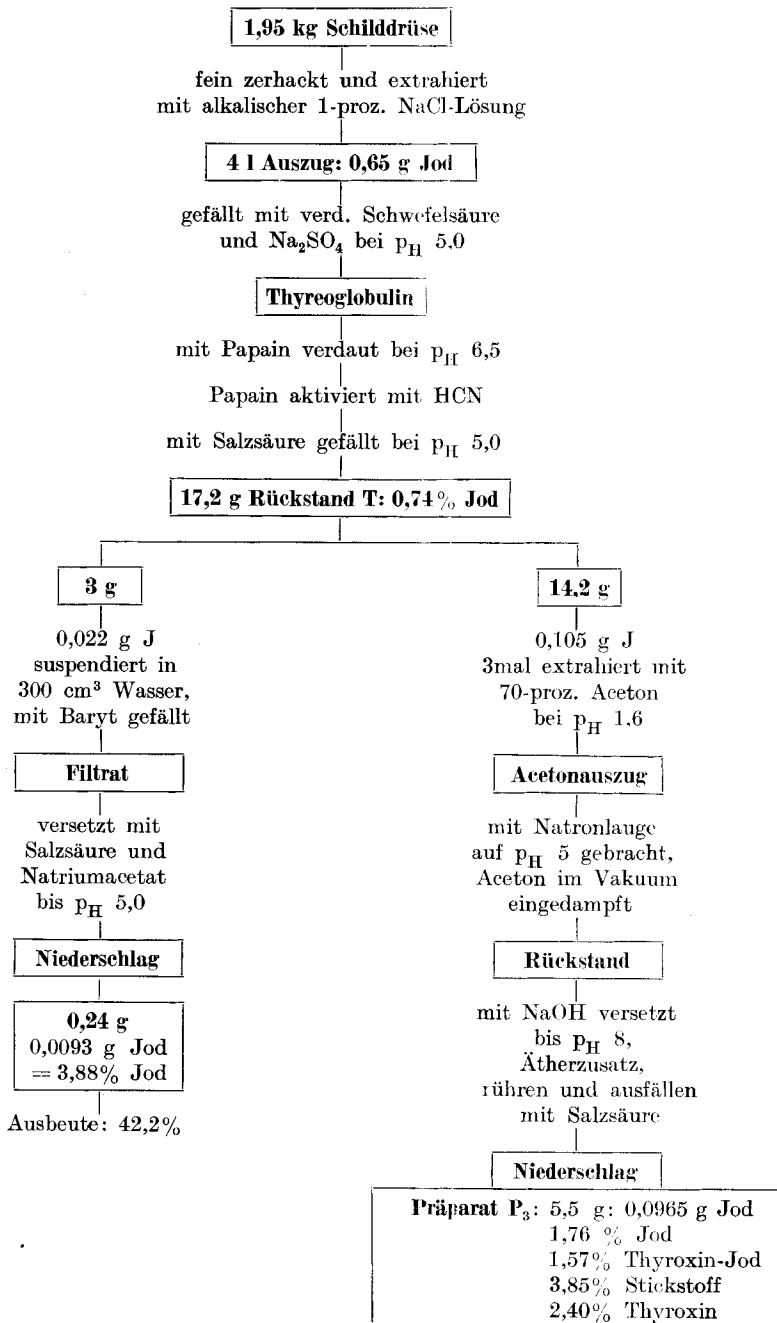 1,95 kg Schilddrüse
fein zerhackt und extrahiert
mit alkalischer 1-proz. NaCl-Lösung
4 l Auszug: 0,65 g Jod
gefällt mit verd. Schwefelsäure
und Na₂SO₄ bei p_H 5,0
Thyreoglobulin
mit Papain verdaut bei p_H 6,5
Papain aktiviert mit HCN
mit Salzsäure gefällt bei p_H 5,0
17,2 g Rückstand T: 0,74% Jod
3 g
0,022 g J
suspendiert in
300 cm³ Wasser,
mit Baryt gefällt
Filtrat
versetzt mit
Salzsäure und
Natriumacetat
bis p_H 5,0
Niederschlag
0,24 g
0,0093 g Jod
= 3,88% Jod
Ausbeute: 42,2%
14,2 g
0,105 g J
3mal extrahiert mit
70-proz. Aceton
bei p_H 1,6
Acetonauszug
mit Natronlauge
auf p_H 5 gebracht,
Aceton im Vakuum
eingedampft
Rückstand
mit NaOH versetzt
bis p_H 8,
Ätherzusatz,
rühren und ausfällen
mit Salzsäure
Niederschlag
Präparat P₃: 5,5 g: 0,0965 g Jod
1,76 % Jod
1,57% Thyroxin-Jod
3,85% Stickstoff
2,40% Thyroxin